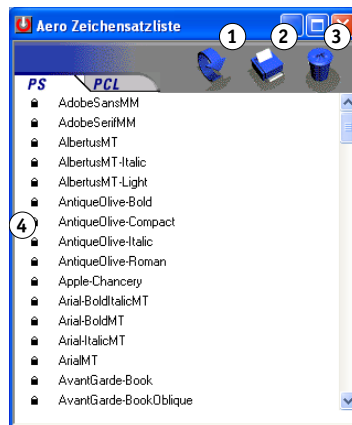 Aero Zeichensatzliste
1 2 3
PS PCL
AdobeSansMM
AdobeSerifMM
AlbertusMT
AlbertusMT-Italic
AlbertusMT-Light
AntiqueOlive-Bold
4 AntiqueOlive-Compact
AntiqueOlive-Italic
AntiqueOlive-Roman
Apple-Chancery
Arial-BoldItalicMT
Arial-BoldMT
Arial-ItalicMT
ArialMT
AvantGarde-Book
AvantGarde-BookOblique